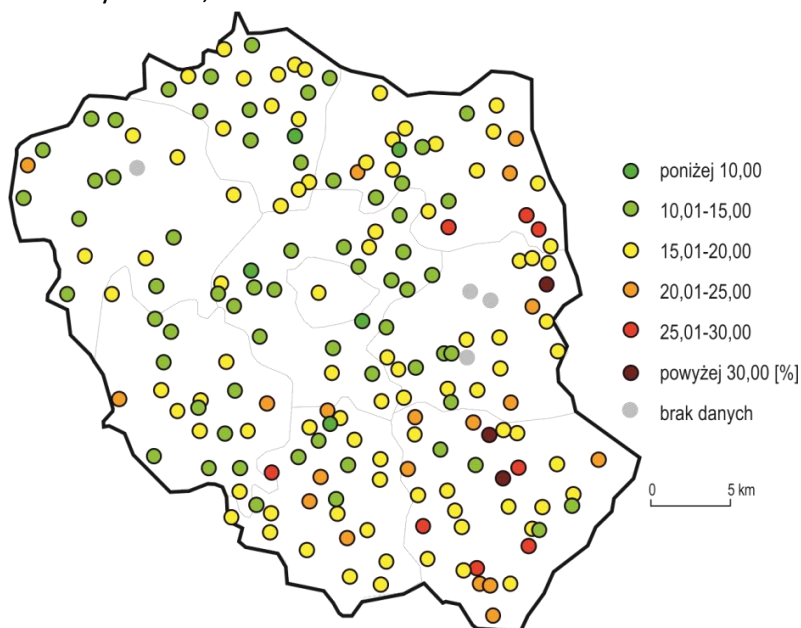 poniżej 10,00
10,01-15,00
15,01-20,00
20,01-25,00
25,01-30,00
powyżej 30,00 [%]
brak danych
0 5 km